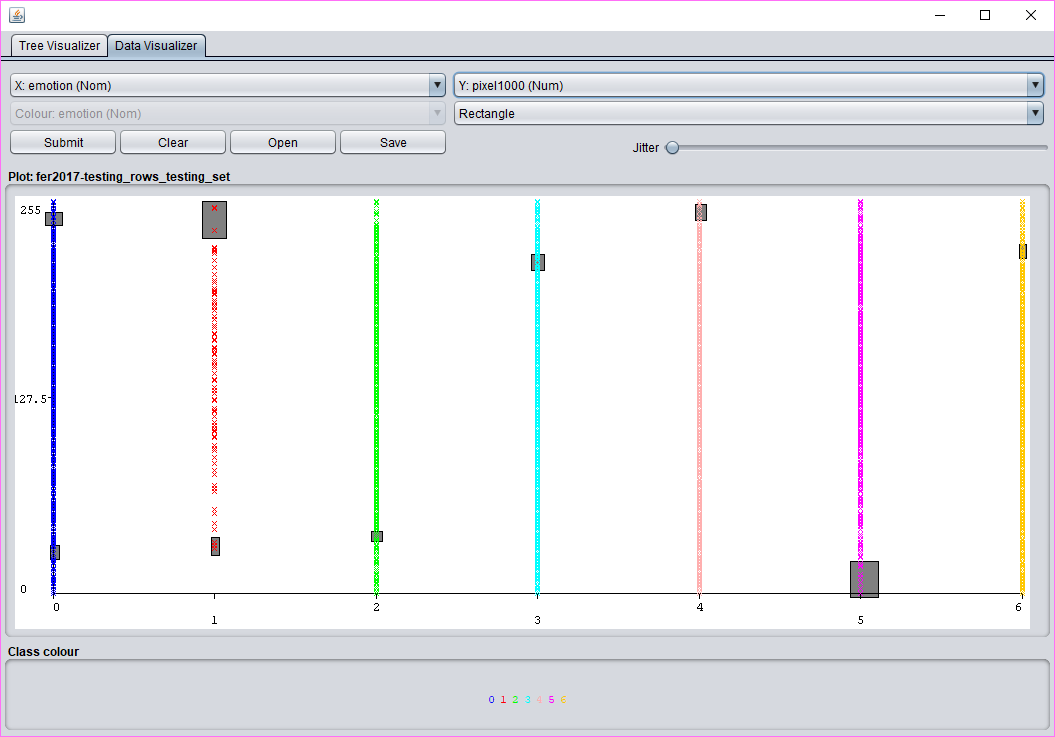 Tree Visualizer Data Visualizer
X: emotion (Nom) Y: pixel1000 (Num)
Colour: emotion (Nom) Rectangle
Submit Clear Open Save Jitter
Plot: fer2017-testing_rows_testing_set
255
127.5
0
0 2 4 6
1 3 5
Class colour
0 1 2 3 4 5 6